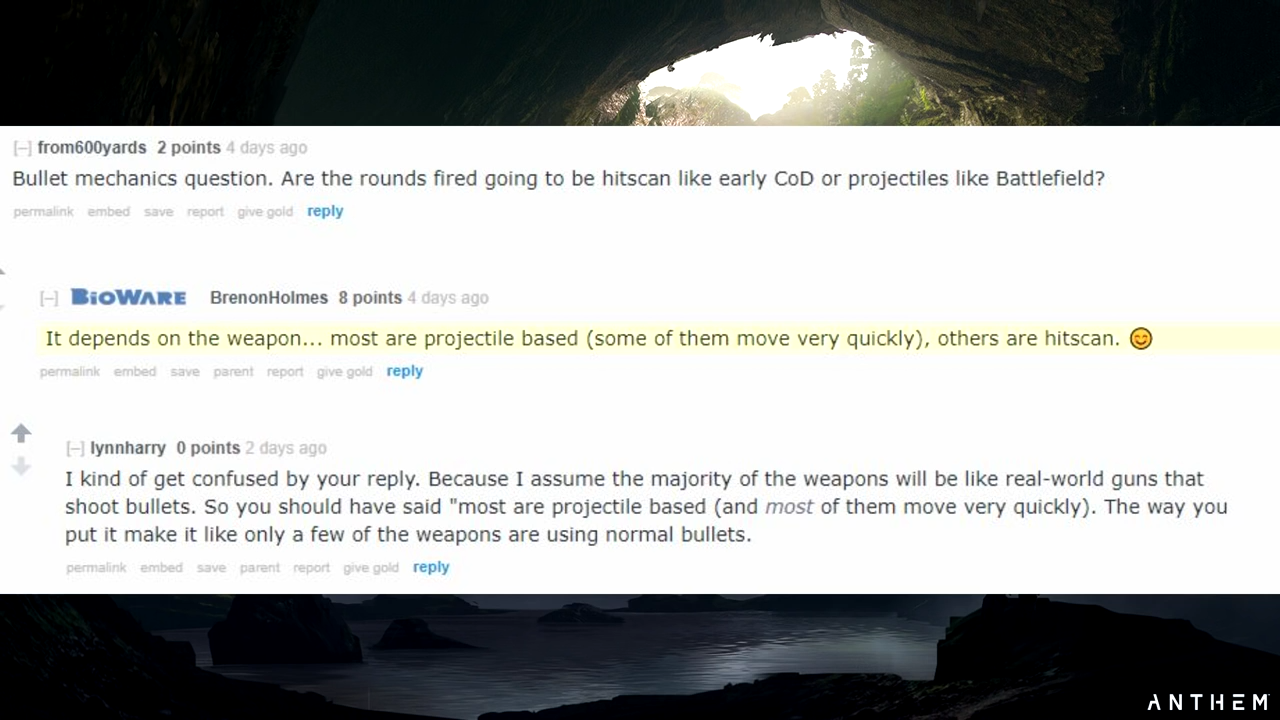 [–] from600yards 2 points 4 days ago
Bullet mechanics question. Are the rounds fired going to be hitscan like early CoD or projectiles like Battlefield?
permalink embed save report give gold reply
[–] BIOWARE BrenonHolmes 8 points 4 days ago
It depends on the weapon... most are projectile based (some of them move very quickly), others are hitscan. 😊
permalink embed save parent report give gold reply
[–] lynnharry 0 points 2 days ago
I kind of get confused by your reply. Because I assume the majority of the weapons will be like real-world guns that
shoot bullets. So you should have said "most are projectile based (and most of them move very quickly). The way you
put it make it like only a few of the weapons are using normal bullets.
permalink embed save parent report give gold reply
ANTHEM